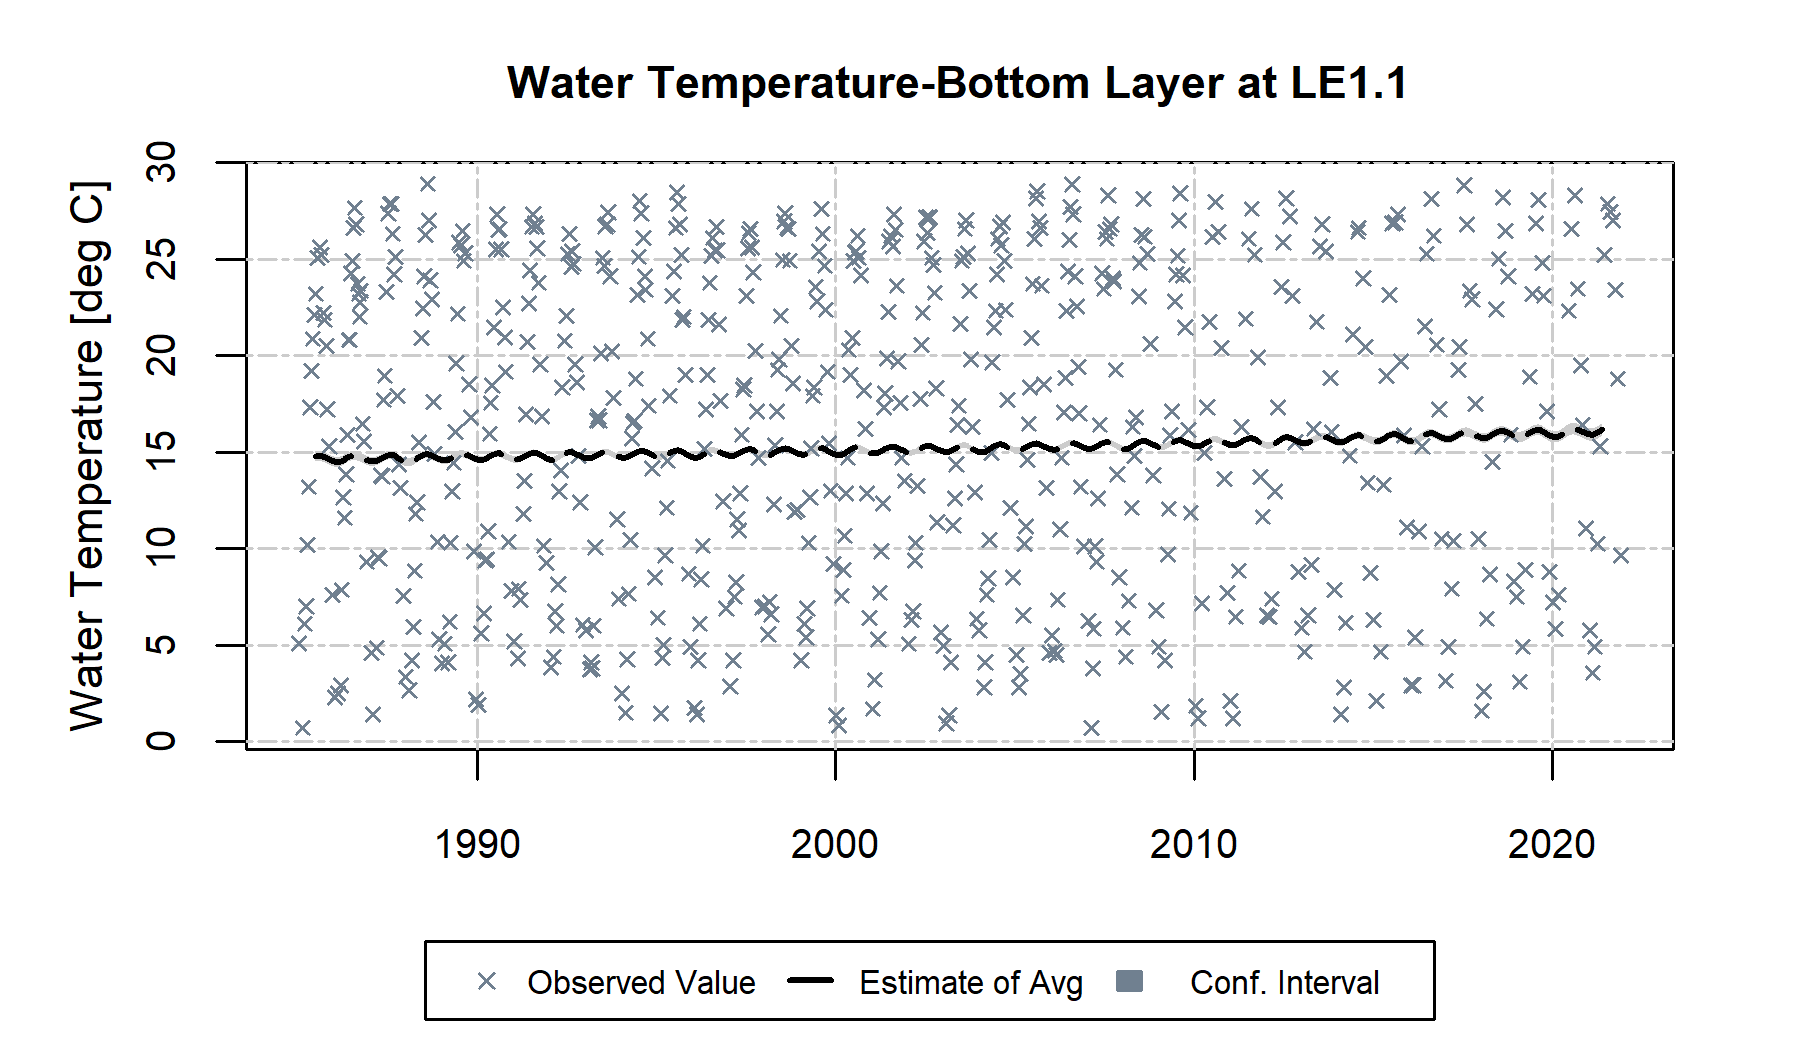 Water Temperature-Bottom Layer at LE1.1
Water Temperature [deg C]
30
25
20
15
10
5
0
1990 2000 2010 2020
Observed Value Estimate of Avg Conf. Interval